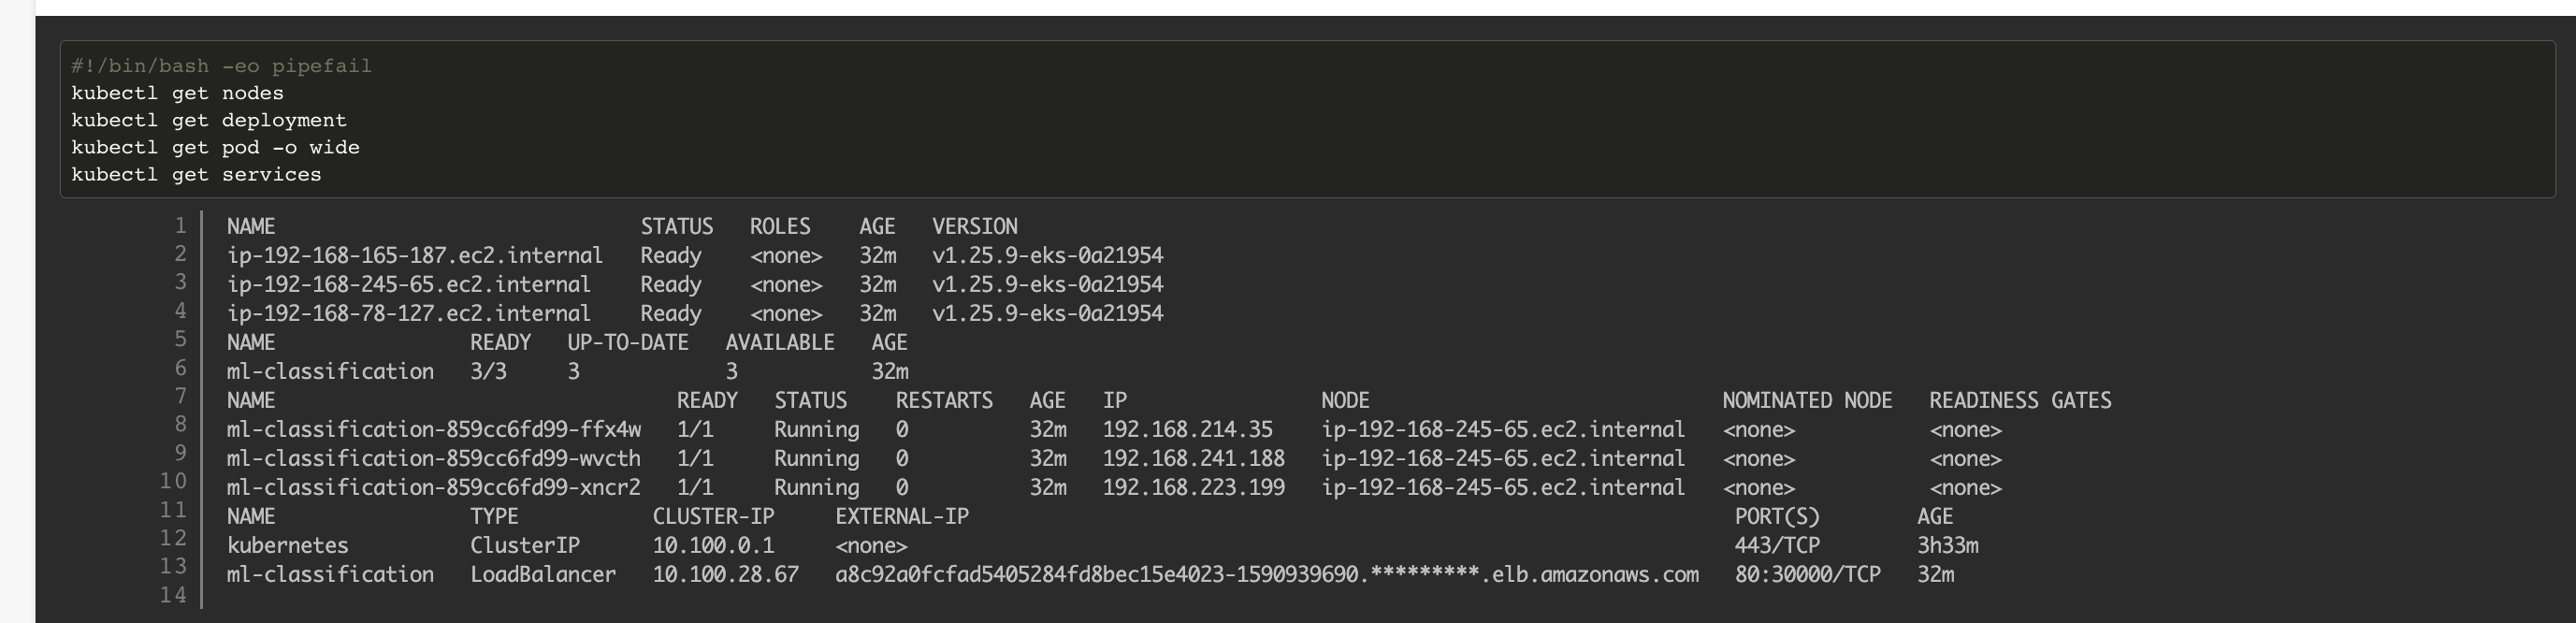 #!/bin/bash -eo pipefail
kubectl get nodes
kubectl get deployment
kubectl get pod -o wide
kubectl get services
1 NAME STATUS ROLES AGE VERSION
2 ip-192-168-165-187.ec2.internal Ready <none> 32m v1.25.9-eks-0a21954
3 ip-192-168-245-65.ec2.internal Ready <none> 32m v1.25.9-eks-0a21954
4 ip-192-168-78-127.ec2.internal Ready <none> 32m v1.25.9-eks-0a21954
5 NAME READY UP-TO-DATE AVAILABLE AGE
6 ml-classification 3/3 3 3 32m
7 NAME READY STATUS RESTARTS AGE IP NODE NOMINATED NODE READINESS GATES
8 ml-classification-859cc6fd99-ffx4w 1/1 Running 0 32m 192.168.214.35 ip-192-168-245-65.ec2.internal <none> <none>
9 ml-classification-859cc6fd99-wvcth 1/1 Running 0 32m 192.168.241.188 ip-192-168-245-65.ec2.internal <none> <none>
10 ml-classification-859cc6fd99-xncr2 1/1 Running 0 32m 192.168.223.199 ip-192-168-245-65.ec2.internal <none> <none>
11 NAME TYPE CLUSTER-IP EXTERNAL-IP PORT(S) AGE
12 kubernetes ClusterIP 10.100.0.1 <none> 443/TCP 3h33m
13 ml-classification LoadBalancer 10.100.28.67 a8c92a0fcfad5405284fd8bec15e4023-1590939690.*********.elb.amazonaws.com 80:30000/TCP 32m
14